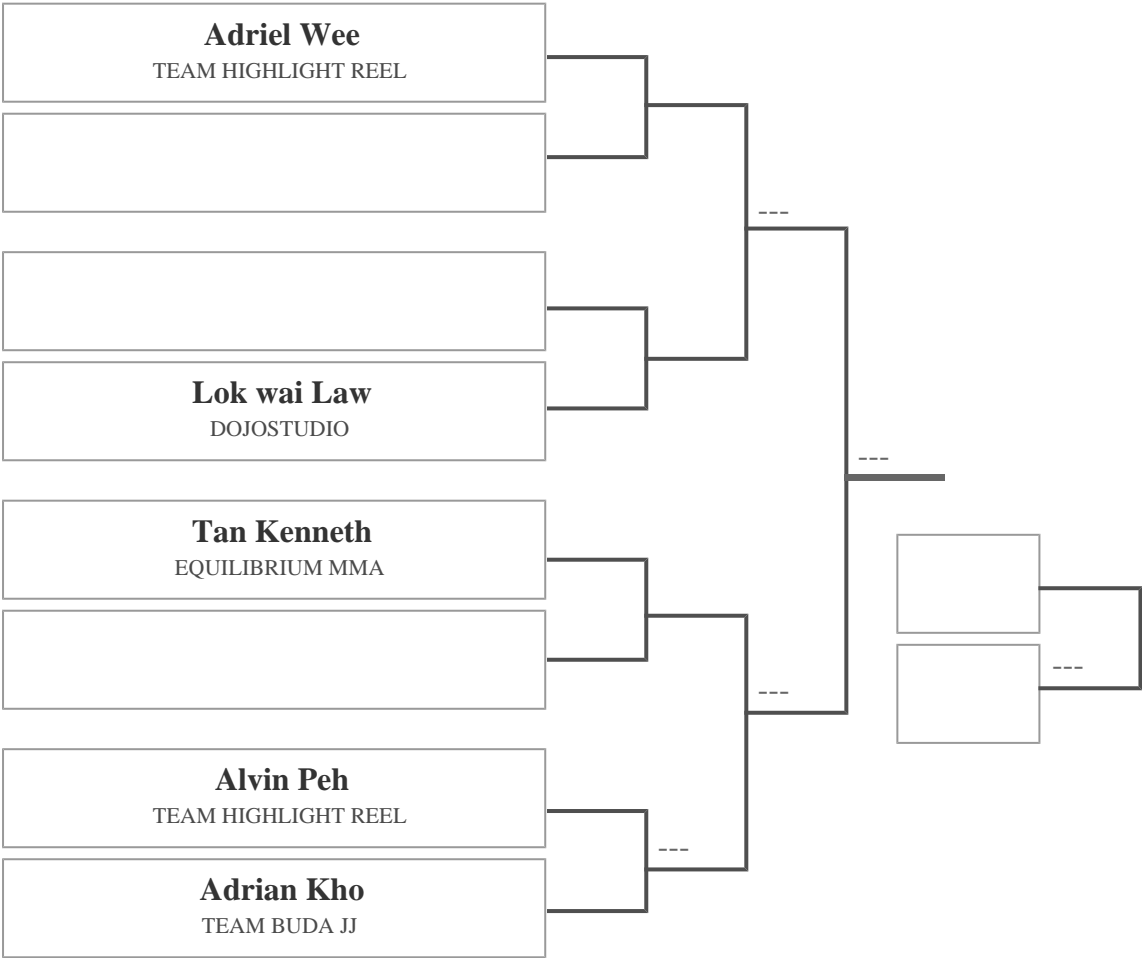 Adriel Wee
TEAM HIGHLIGHT REEL
---
Lok wai Law
DOJOSTUDIO
---
Tan Kenneth
EQUILIBRIUM MMA
---
---
Alvin Peh
TEAM HIGHLIGHT REEL
---
Adrian Kho
TEAM BUDA JJ